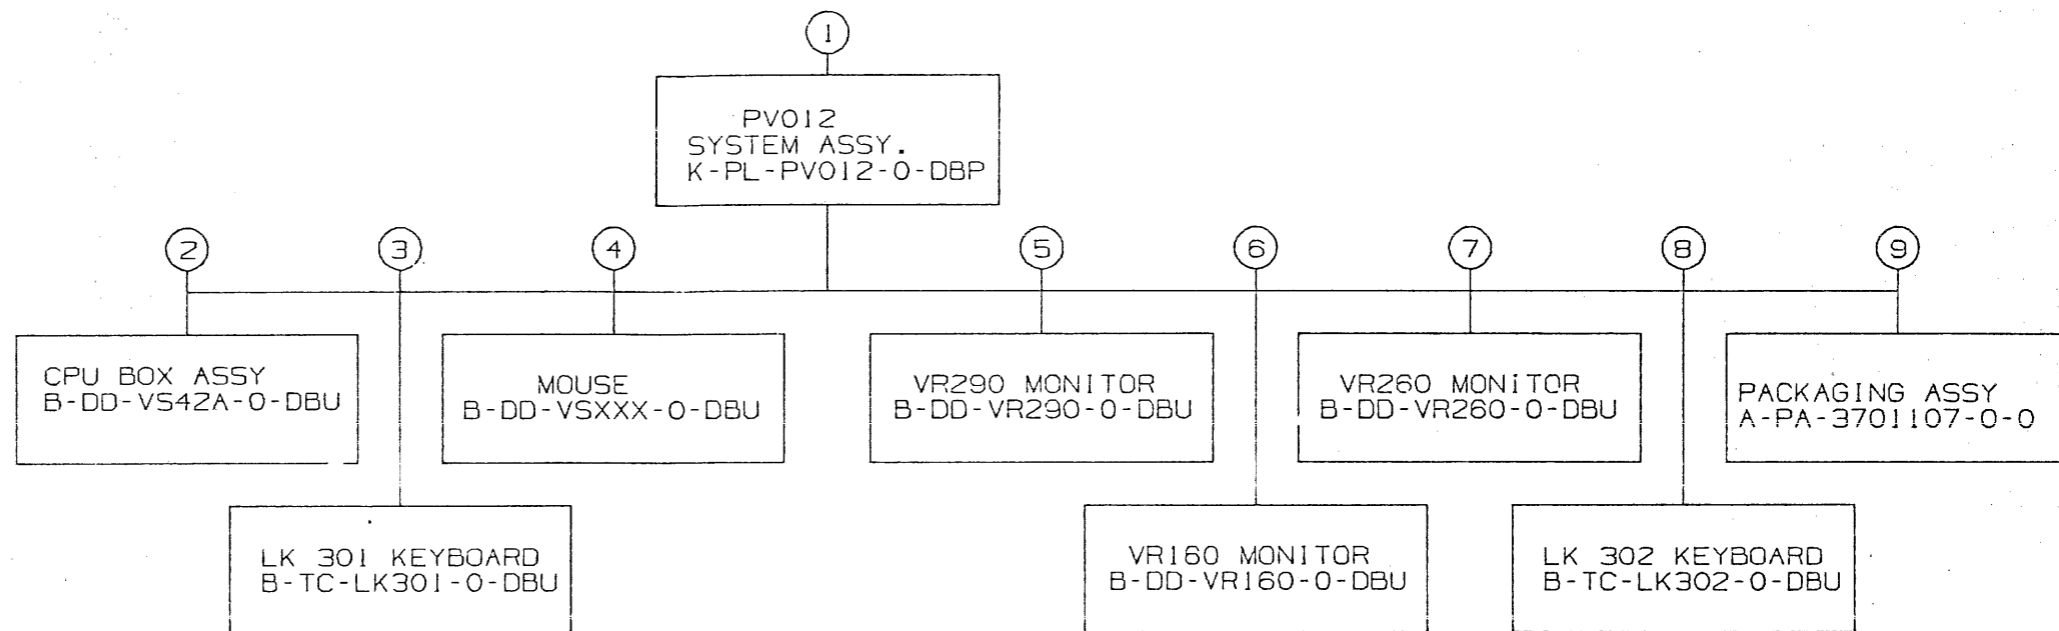 1
PV012
SYSTEM ASSY.
K-PL-PV012-0-DBP
2
3
4
5
6
7
8
9
CPU BOX ASSY
B-DD-VS42A-0-DBU
MOUSE
B-DD-VSXXX-0-DBU
VR290 MONITOR
B-DD-VR290-0-DBU
VR260 MONITOR
B-DD-VR260-0-DBU
PACKAGING ASSY
A-PA-3701107-0-0
LK 301 KEYBOARD
B-TC-LK301-0-DBU
VR160 MONITOR
B-DD-VR160-0-DBU
LK 302 KEYBOARD
B-TC-LK302-0-DBU